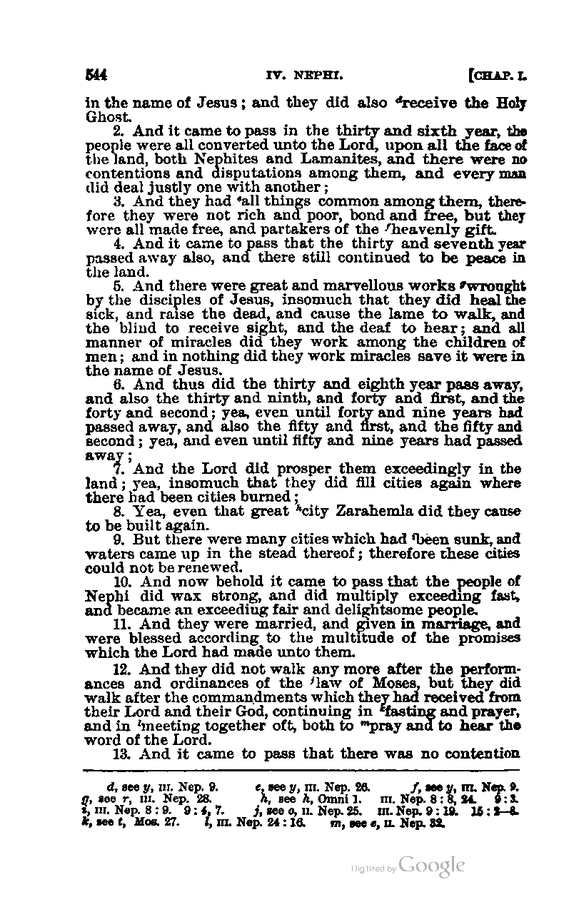 544 IV. NEPHI. [CHAP. I.
in the name of Jesus; and they did also ᵈreceive the Holy
Ghost.
2. And it came to pass in the thirty and sixth year, the
people were all converted unto the Lord, upon all the face of
the land, both Nephites and Lamanites, and there were no
contentions and disputations among them, and every man
did deal justly one with another;
3. And they had ᵉall things common among them, there-
fore they were not rich and poor, bond and free, but they
were all made free, and partakers of the ᶠheavenly gift.
4. And it came to pass that the thirty and seventh year
passed away also, and there still continued to be peace in
the land.
5. And there were great and marvellous works ᵍwrought
by the disciples of Jesus, insomuch that they did heal the
sick, and raise the dead, and cause the lame to walk, and
the blind to receive sight, and the deaf to hear; and all
manner of miracles did they work among the children of
men; and in nothing did they work miracles save it were in
the name of Jesus.
6. And thus did the thirty and eighth year pass away,
and also the thirty and ninth, and forty and first, and the
forty and second; yea, even until forty and nine years had
passed away, and also the fifty and first, and the fifty and
second; yea, and even until fifty and nine years had passed
away;
7. And the Lord did prosper them exceedingly in the
land; yea, insomuch that they did fill cities again where
there had been cities burned;
8. Yea, even that great ʰcity Zarahemla did they cause
to be built again.
9. But there were many cities which had ⁱbeen sunk, and
waters came up in the stead thereof; therefore these cities
could not be renewed.
10. And now behold it came to pass that the people of
Nephi did wax strong, and did multiply exceeding fast,
and became an exceeding fair and delightsome people.
11. And they were married, and given in marriage, and
were blessed according to the multitude of the promises
which the Lord had made unto them.
12. And they did not walk any more after the perform-
ances and ordinances of the ʲlaw of Moses, but they did
walk after the commandments which they had received from
their Lord and their God, continuing in ᵏfasting and prayer,
and in ˡmeeting together oft, both to ᵐpray and to hear the
word of the Lord.
13. And it came to pass that there was no contention
d, see y, III. Nep. 9. e, see y, III. Nep. 26. f, see y, III. Nep. 9.
g, see r, III. Nep. 28. h, see h, Omni 1. III. Nep. 8:8, 24. 9:3.
i, III. Nep. 8:9. 9:4, 7. j, see o, II. Nep. 25. III. Nep. 9:19. 15:2—8.
k, see t, Mos. 27. l, III. Nep. 24:16. m, see e, II. Nep. 32.
Digitized by Google